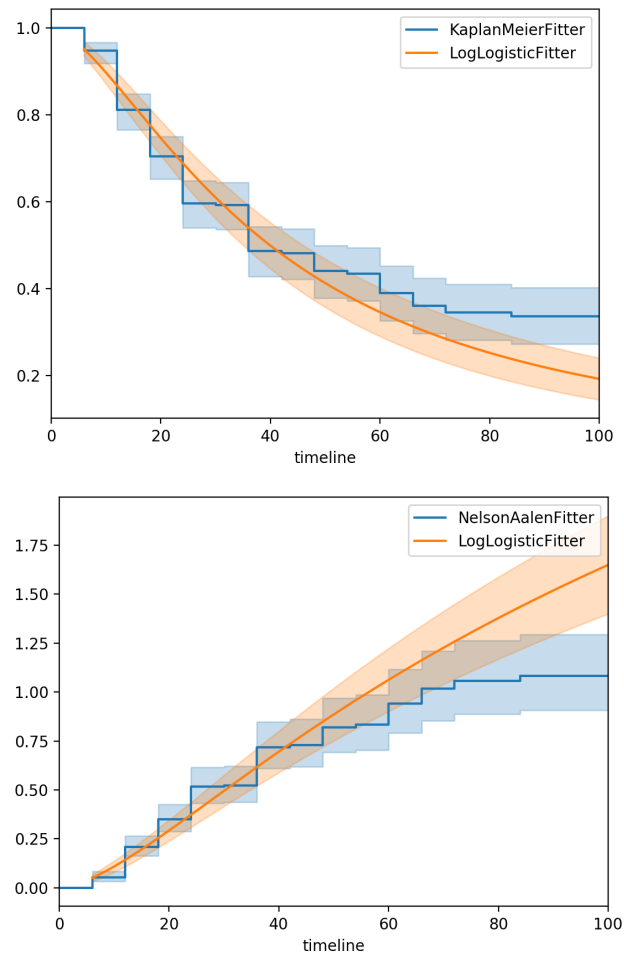 1.0
0.8
0.6
0.4
0.2
KaplanMeierFitter
LogLogisticFitter
0 20 40 60 80 100
timeline
1.75
1.50
1.25
1.00
0.75
0.50
0.25
0.00
NelsonAalenFitter
LogLogisticFitter
0 20 40 60 80 100
timeline